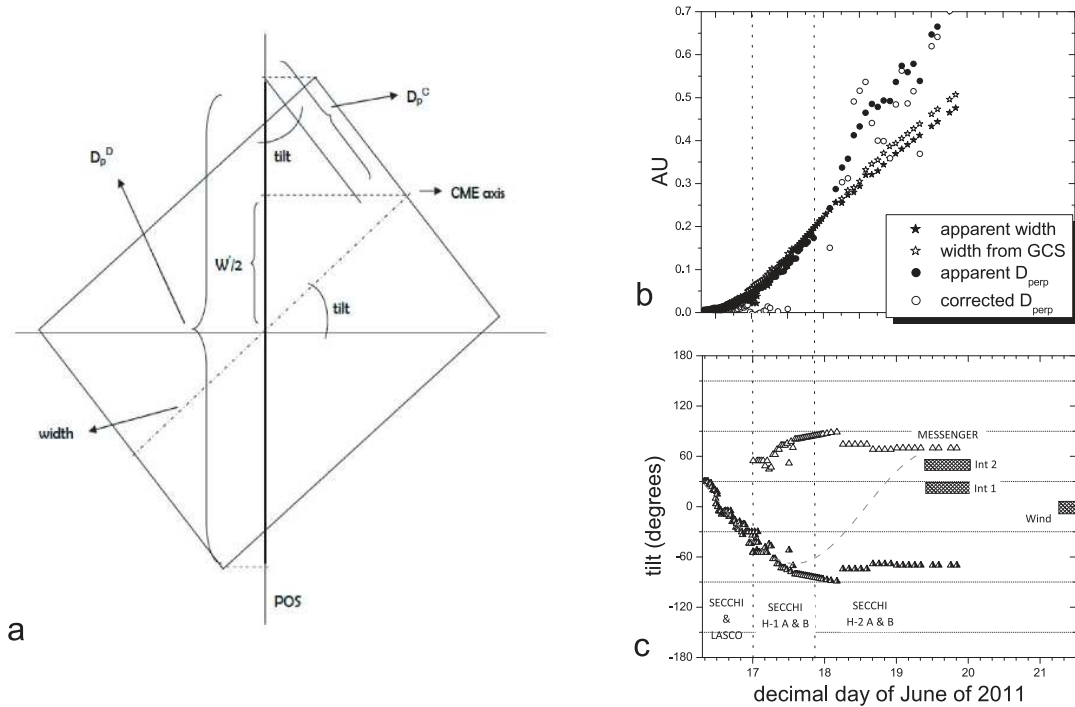 D_p^D
D_p^C
tilt
CME axis
W'/2
tilt
width
POS
a
0.7
0.6
0.5
0.4
0.3
0.2
0.1
0.0
AU
apparent width
width from GCS
apparent D_perp
corrected D_perp
b
180
120
60
0
-60
-120
-180
tilt (degrees)
MESSENGER
Int 2
Int 1
Wind
SECCHI
&
LASCO
SECCHI
H-1 A & B
SECCHI
H-2 A & B
c
17 18 19 20 21
decimal day of June of 2011